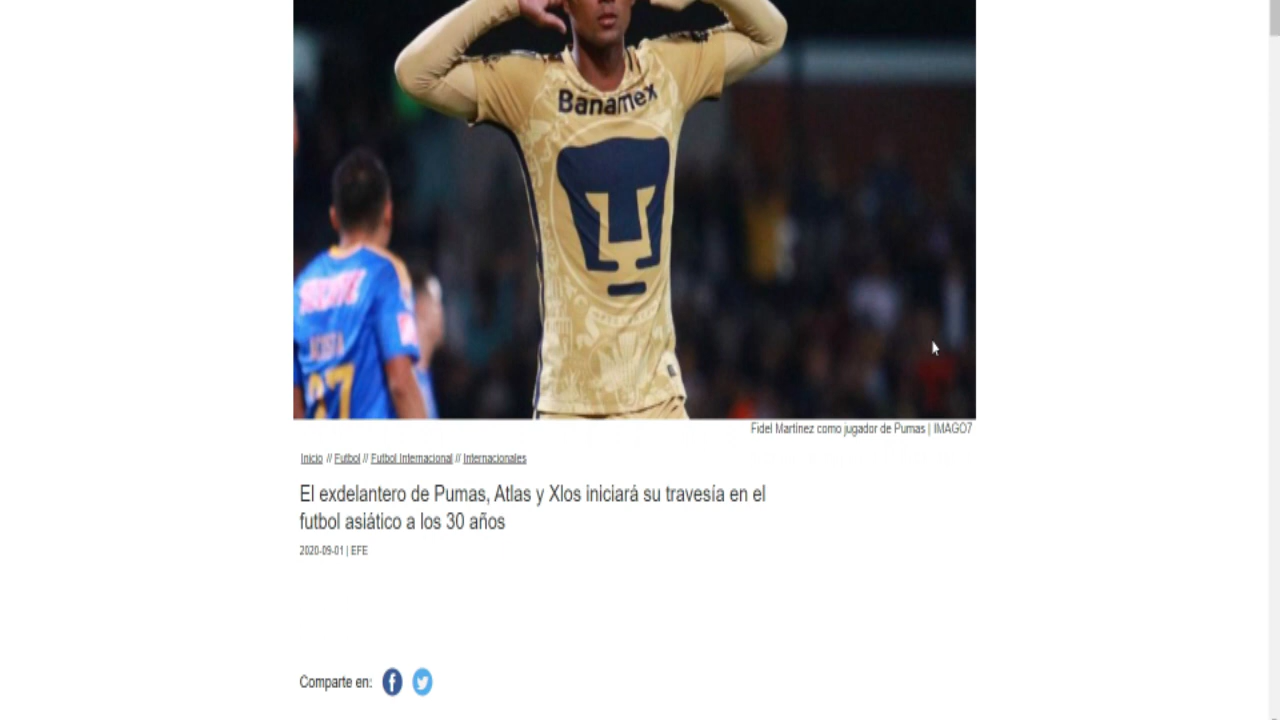 Banamex
27
Fidel Martínez como jugador de Pumas | IMAGO7
Inicio // Futbol // Futbol Internacional // Internacionales
El exdelantero de Pumas, Atlas y Xlos iniciará su travesía en el
futbol asiático a los 30 años
2020-09-01 | EFE
Comparte en: